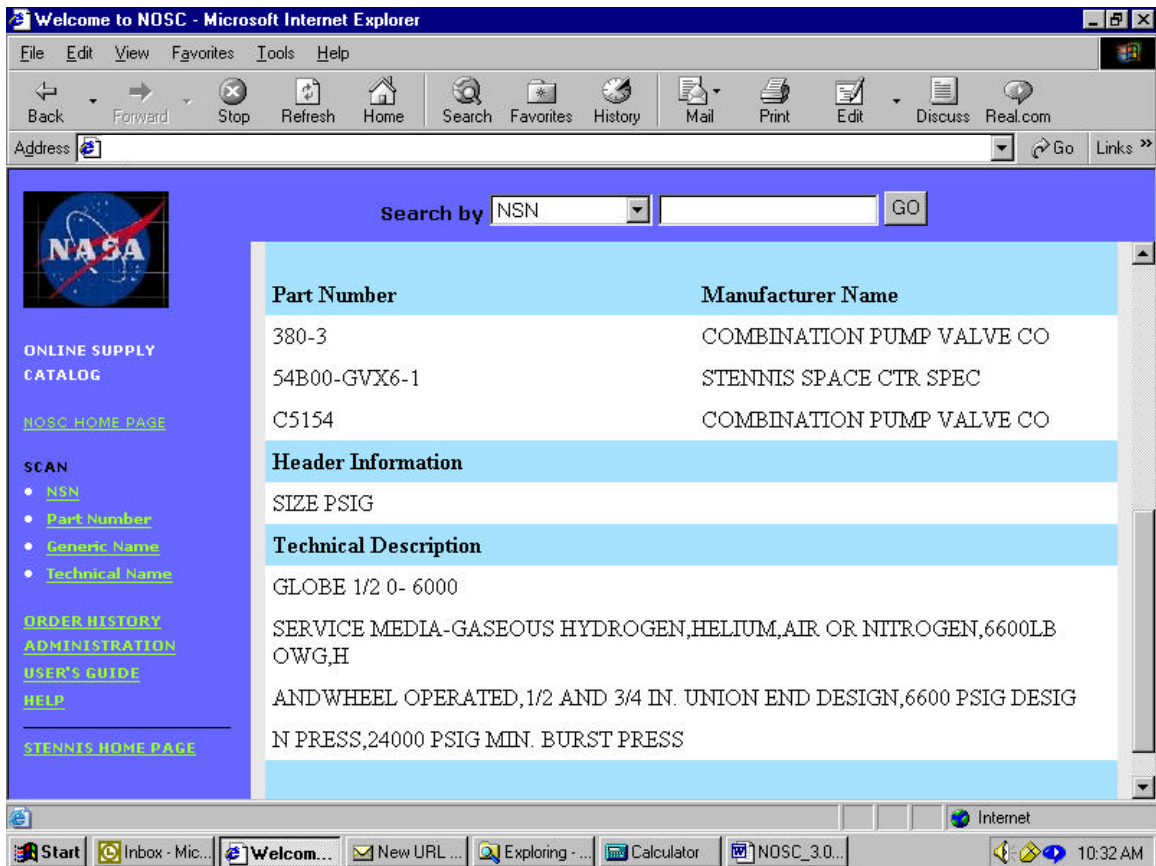 Welcome to NOSC - Microsoft Internet Explorer
File Edit View Favorites Tools Help
Back Forward Stop Refresh Home Search Favorites History Mail Print Edit Discuss Real.com
Address Go Links »
NASA
Search by NSN GO
ONLINE SUPPLY
CATALOG
NOSC HOME PAGE
SCAN
NSN
Part Number
Generic Name
Technical Name
ORDER HISTORY
ADMINISTRATION
USER'S GUIDE
HELP
STENNIS HOME PAGE
Part Number Manufacturer Name
380-3 COMBINATION PUMP VALVE CO
54B00-GVX6-1 STENNIS SPACE CTR SPEC
C5154 COMBINATION PUMP VALVE CO
Header Information
SIZE PSIG
Technical Description
GLOBE 1/2 0- 6000
SERVICE MEDIA-GASEOUS HYDROGEN,HELIUM,AIR OR NITROGEN,6600LB
OWG,H
ANDWHEEL OPERATED,1/2 AND 3/4 IN. UNION END DESIGN,6600 PSIG DESIG
N PRESS,24000 PSIG MIN. BURST PRESS
Internet
Start Inbox - Mic... Welcom... New URL ... Exploring - ... Calculator NOSC_3.0... 10:32 AM